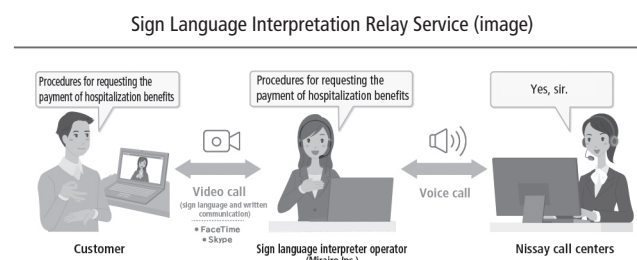 Sign Language Interpretation Relay Service (image)
Procedures for requesting the
payment of hospitalization benefits
Procedures for requesting the
payment of hospitalization benefits
Yes, sir.
Video call
(sign language and written
communication)
• FaceTime
• Skype
Voice call
Customer
Sign language interpreter operator
(Mirairo Inc.)
Nissay call centers